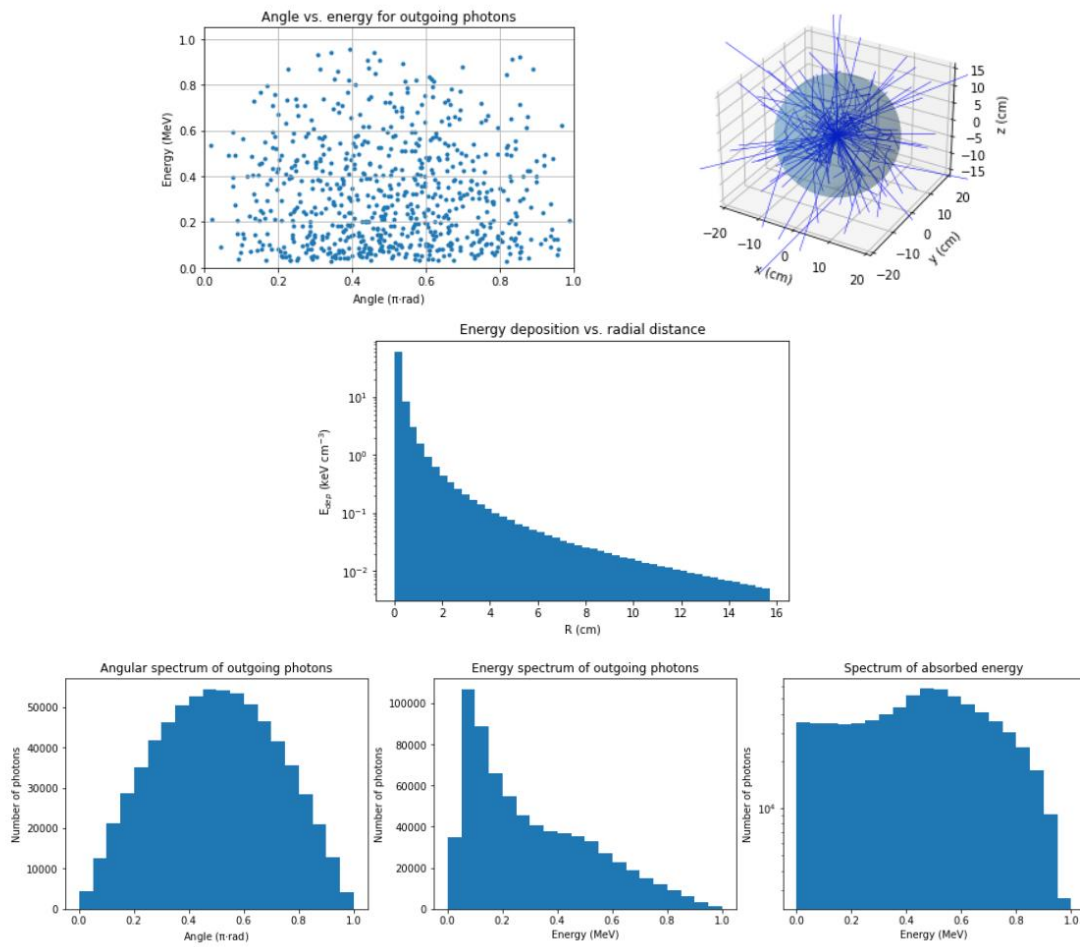 Angle vs. energy for outgoing photons
1.0
0.8
0.6
0.4
0.2
0.0
Energy (MeV)
0.0 0.2 0.4 0.6 0.8 1.0
Angle (π·rad)
15
10
5
0
−5
−10
−15
z (cm)
−20 −10 0 10 20
x (cm)
−20 −10 0 10 20
y (cm)
Energy deposition vs. radial distance
10¹
10⁰
10⁻¹
10⁻²
E_dep (keV cm⁻³)
0 2 4 6 8 10 12 14 16
R (cm)
Angular spectrum of outgoing photons
50000
40000
30000
20000
10000
0
Number of photons
0.0 0.2 0.4 0.6 0.8 1.0
Angle (π·rad)
Energy spectrum of outgoing photons
100000
80000
60000
40000
20000
0
Number of photons
0.0 0.2 0.4 0.6 0.8 1.0
Energy (MeV)
Spectrum of absorbed energy
10⁴
Number of photons
0.0 0.2 0.4 0.6 0.8 1.0
Energy (MeV)